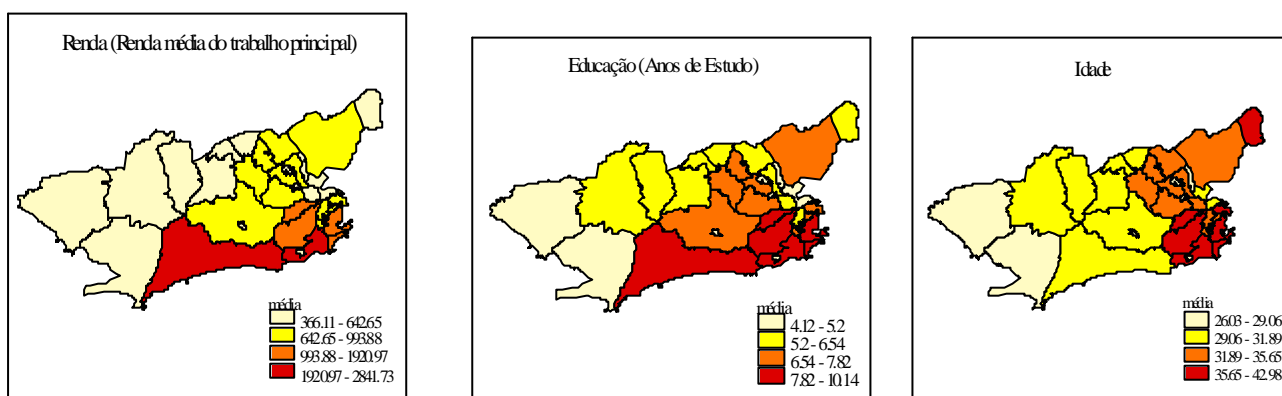 Renda (Renda média do trabalho principal)
média
366.11 - 642.65
642.65 - 993.88
993.88 - 1920.97
1920.97 - 2841.73
Educação (Anos de Estudo)
média
4.12 - 5.2
5.2 - 6.54
6.54 - 7.82
7.82 - 10.14
Idade
média
26.03 - 29.06
29.06 - 31.89
31.89 - 35.65
35.65 - 42.98